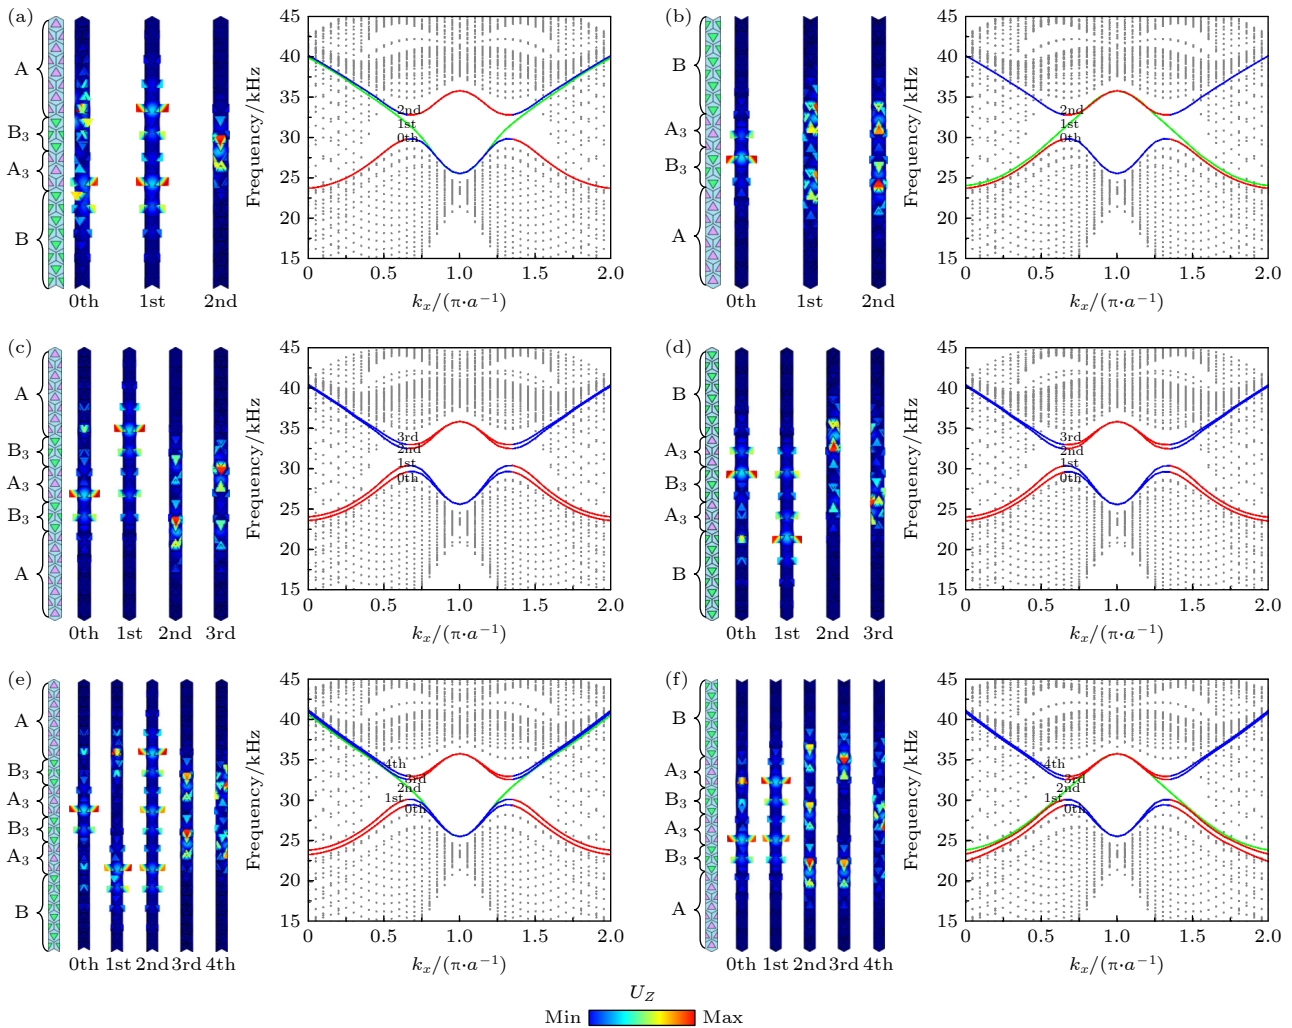 (a)
A
B3
A3
B
0th 1st 2nd
Frequency/kHz
45
40
35
30
25
20
15
2nd
1st
0th
0 0.5 1.0 1.5 2.0
kx/(π·a−1)
(b)
B
A3
B3
A
0th 1st 2nd
Frequency/kHz
45
40
35
30
25
20
15
2nd
1st
0th
0 0.5 1.0 1.5 2.0
kx/(π·a−1)
(c)
A
B3
A3
B3
A
0th 1st 2nd 3rd
Frequency/kHz
45
40
35
30
25
20
15
3rd
2nd
1st
0th
0 0.5 1.0 1.5 2.0
kx/(π·a−1)
(d)
B
A3
B3
A3
B
0th 1st 2nd 3rd
Frequency/kHz
45
40
35
30
25
20
15
3rd
2nd
1st
0th
0 0.5 1.0 1.5 2.0
kx/(π·a−1)
(e)
A
B3
A3
B3
A3
B
0th 1st 2nd 3rd 4th
Frequency/kHz
45
40
35
30
25
20
15
4th
3rd
2nd
1st
0th
0 0.5 1.0 1.5 2.0
kx/(π·a−1)
(f)
B
A3
B3
A3
B3
A
0th 1st 2nd 3rd 4th
Frequency/kHz
45
40
35
30
25
20
15
4th
3rd
2nd
1st
0th
0 0.5 1.0 1.5 2.0
kx/(π·a−1)
UZ
Min Max